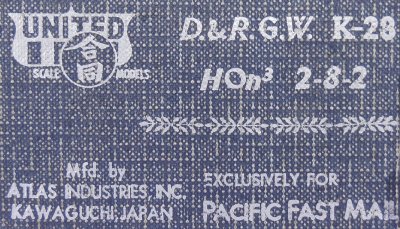 UNITED
合同
SCALE MODELS
D.&R.G.W. K-28
HOn³ 2-8-2
Mfd. by
ATLAS INDUSTRIES INC.
KAWAGUCHI, JAPAN
EXCLUSIVELY FOR
PACIFIC FAST MAIL